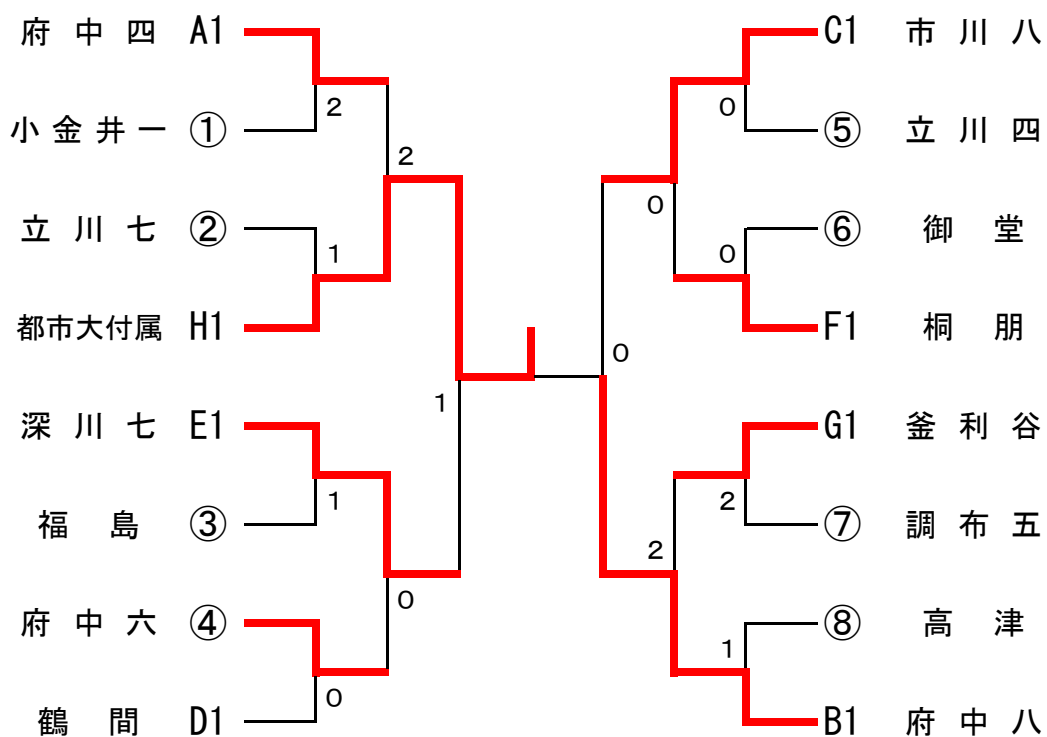 府中四 A1
2
小金井一 ①
2
立川七 ②
1
都市大付属 H1
1
深川七 E1
1
福島 ③
0
府中六 ④
0
鶴間 D1
C1 市川八
0
⑤ 立川四
0
⑥ 御堂
0
F1 桐朋
0
G1 釜利谷
2
⑦ 調布五
2
⑧ 高津
1
B1 府中八